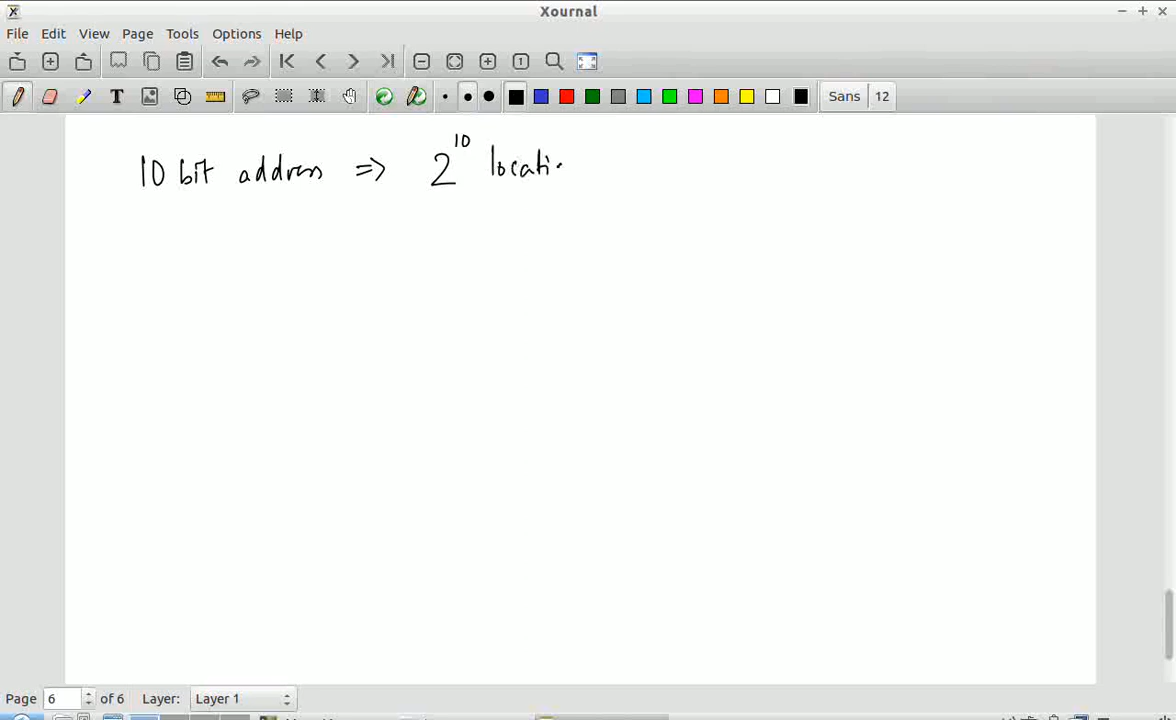 Xournal
File Edit View Page Tools Options Help
Sans 12
10 bit address => 2^10 locati
Page 6 of 6 Layer: Layer 1